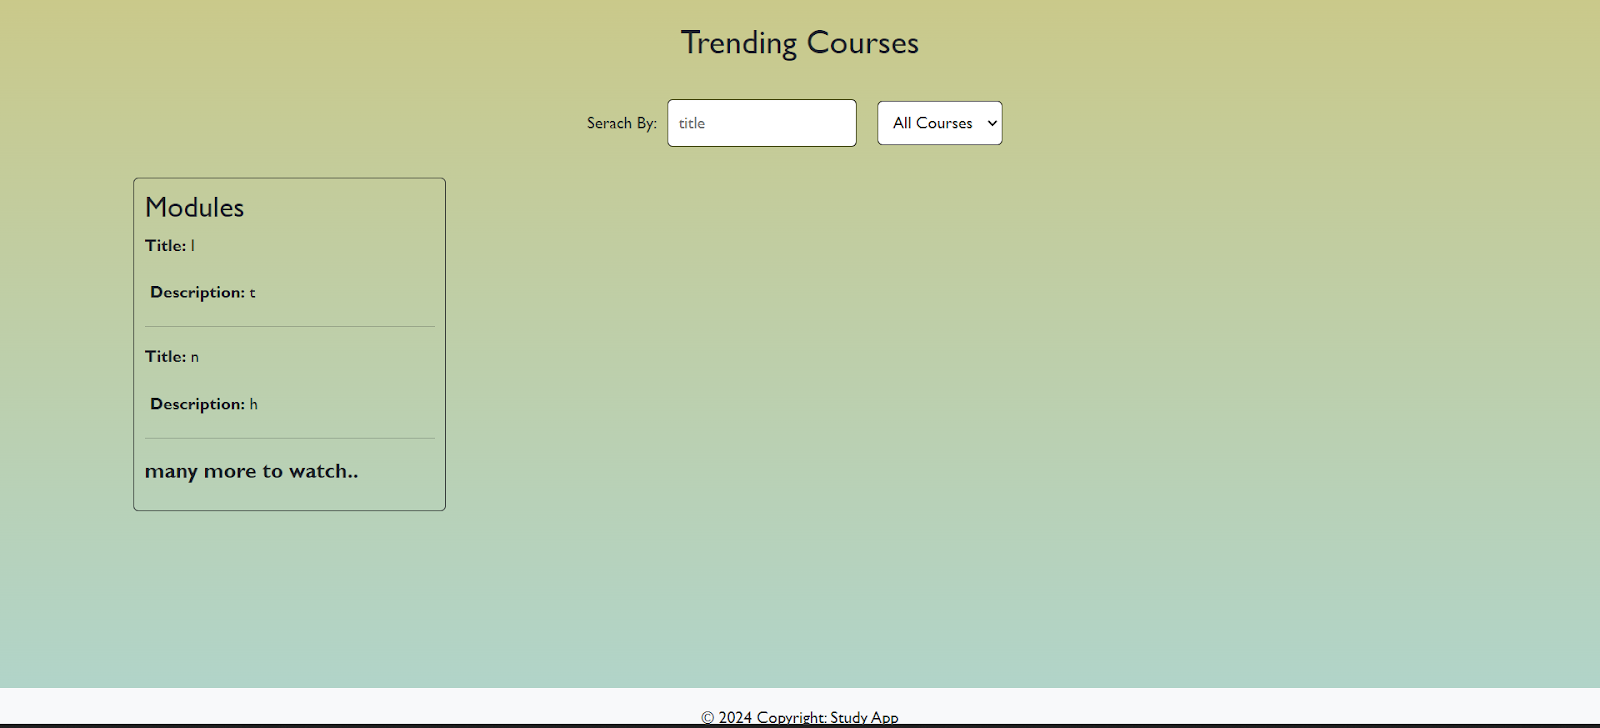 Trending Courses
Serach By: title All Courses
Modules
Title: l
Description: t
Title: n
Description: h
many more to watch..
© 2024 Copyright: Study App